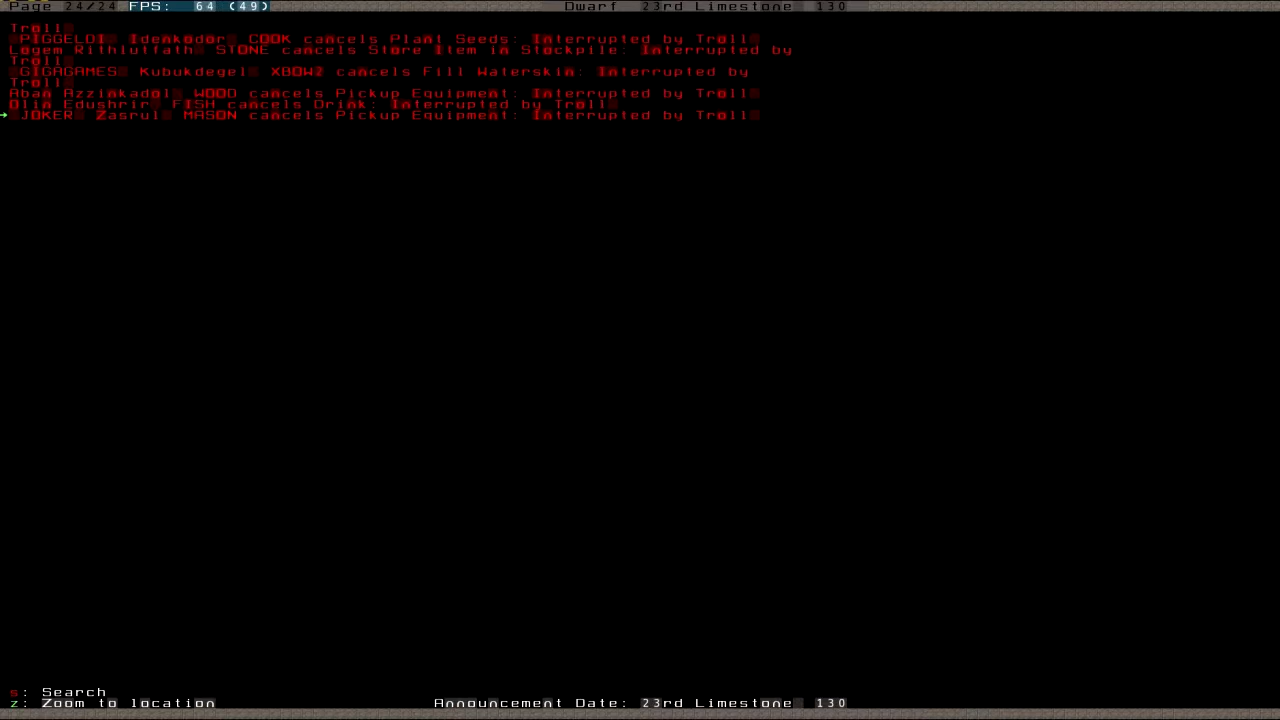 Page 24/24 FPS: 64 (49) Dwarf 23rd Limestone 130
Troll
PIGGELDI Idenkodor COOK cancels Plant Seeds: Interrupted by Troll
Logem Rithlutfath STONE cancels Store Item in Stockpile: Interrupted by
Troll
GIGAGAMES Kubukdegel XBOW2 cancels Fill Waterskin: Interrupted by
Troll
Aban Azzinkadol WOOD cancels Pickup Equipment: Interrupted by Troll
Olin Edushrir FISH cancels Drink: Interrupted by Troll
JOKER Zasrul MASON cancels Pickup Equipment: Interrupted by Troll
s: Search
z: Zoom to location Announcement Date: 23rd Limestone 130